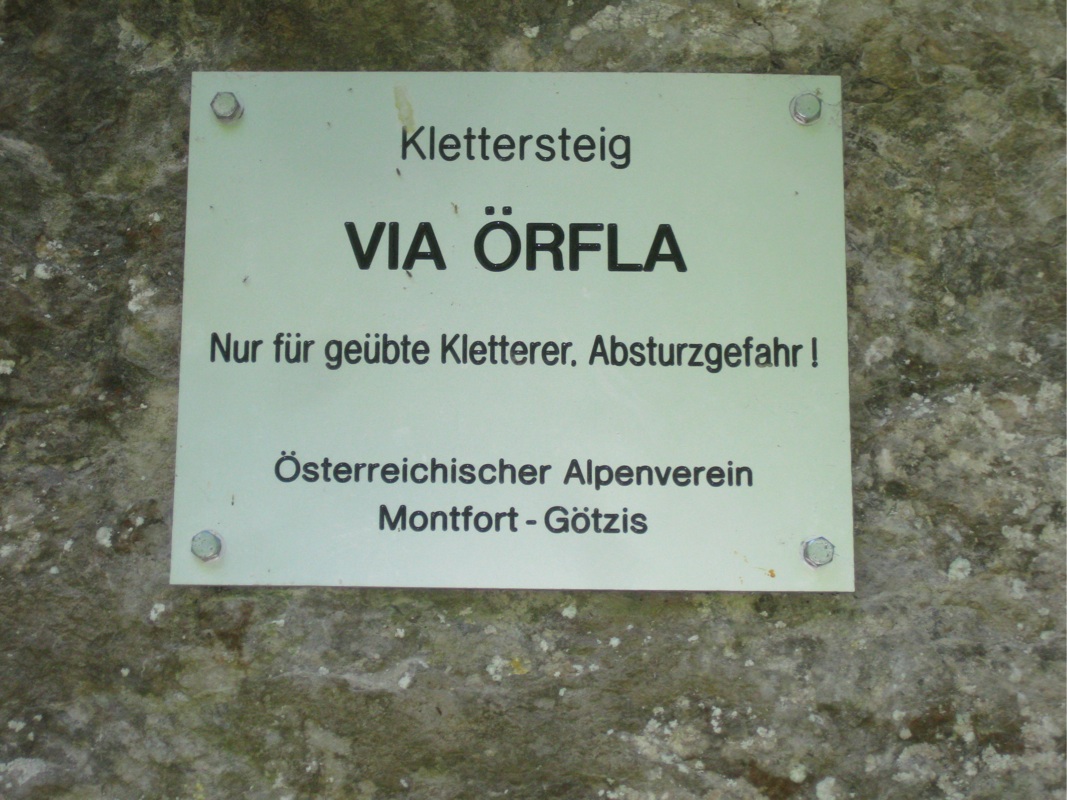 Klettersteig
VIA ÖRFLA
Nur für geübte Kletterer. Absturzgefahr !
Österreichischer Alpenverein
Montfort - Götzis